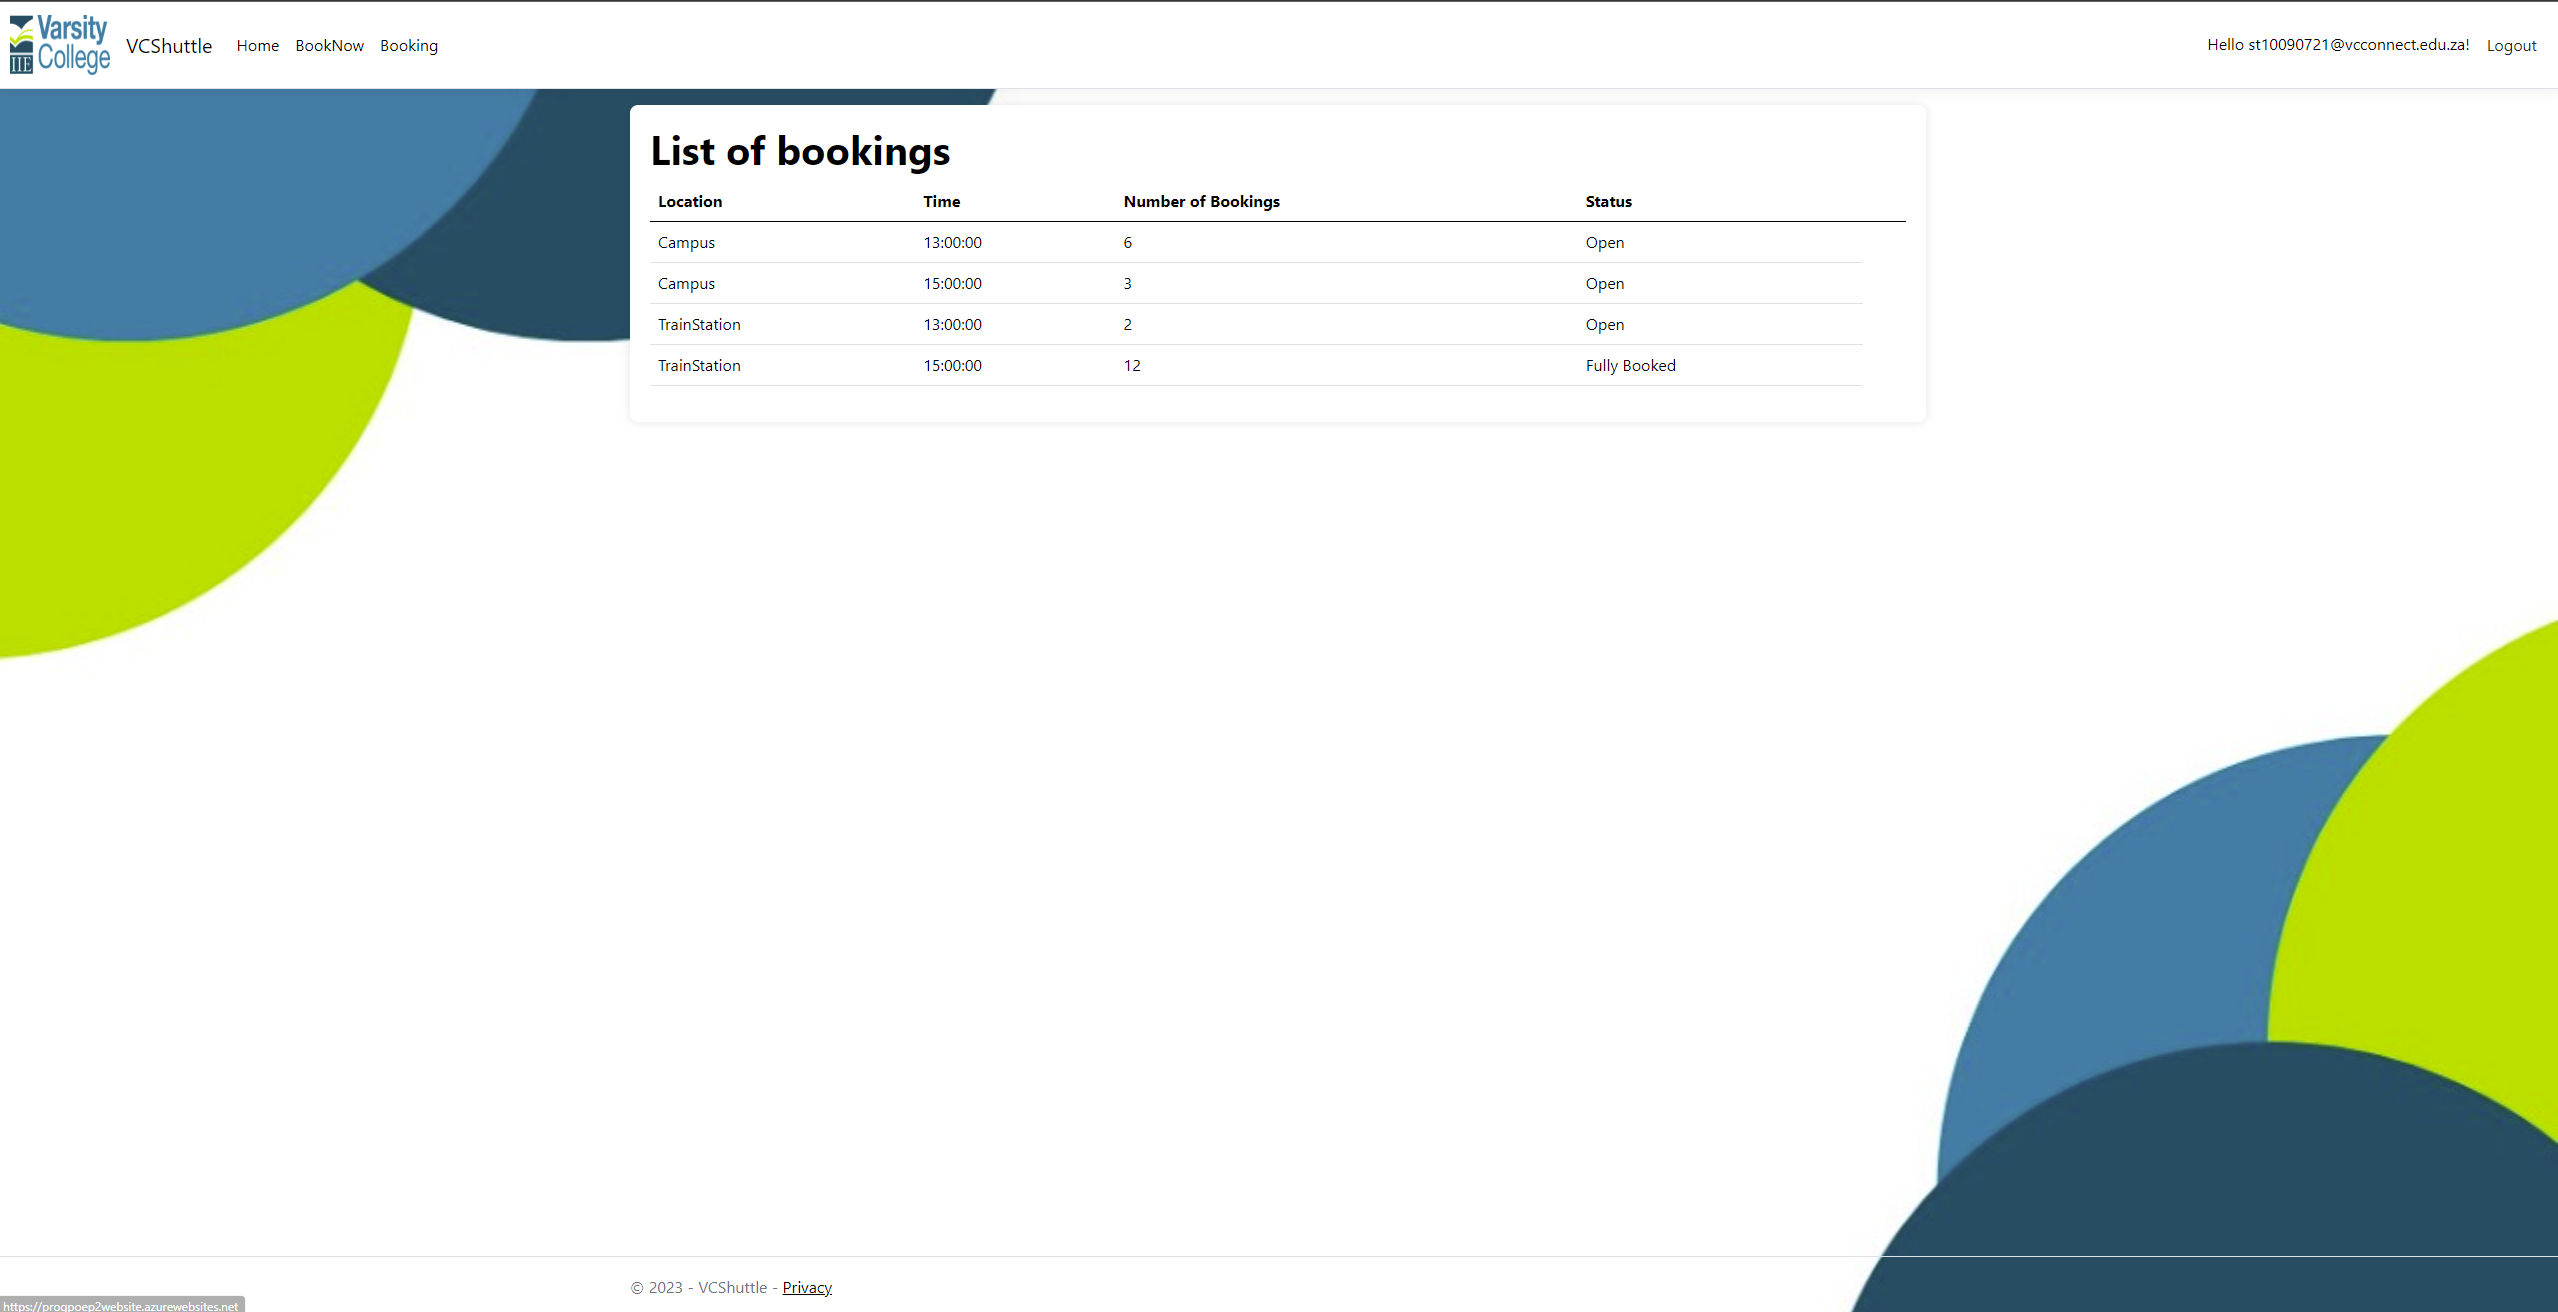 Varsity College
IIE
VCShuttle Home BookNow Booking Hello st10090721@vcconnect.edu.za! Logout
List of bookings
Location Time Number of Bookings Status
Campus 13:00:00 6 Open
Campus 15:00:00 3 Open
TrainStation 13:00:00 2 Open
TrainStation 15:00:00 12 Fully Booked
© 2023 - VCShuttle - Privacy
https://progpoep2website.azurewebsites.net